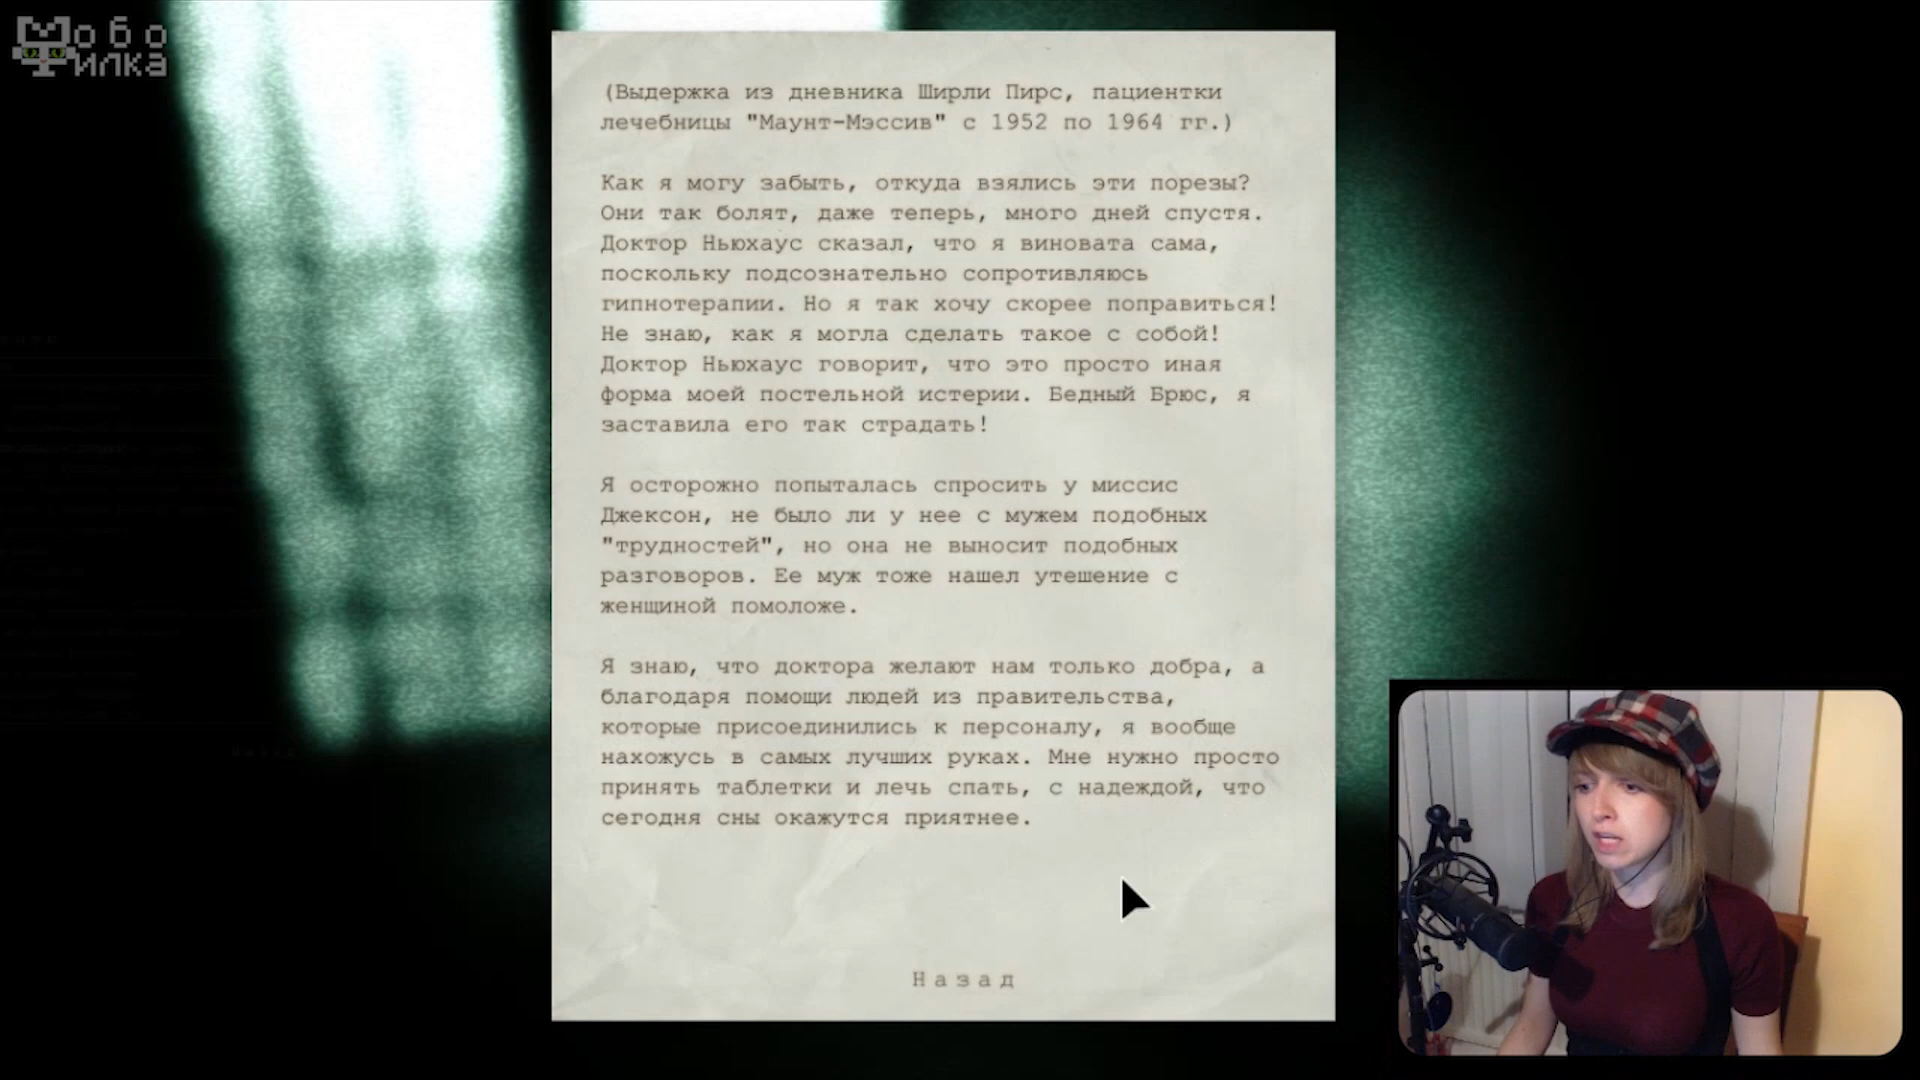 Мобо
Филка
(Выдержка из дневника Ширли Пирс, пациентки
лечебницы "Маунт-Мэссив" с 1952 по 1964 гг.)
Как я могу забыть, откуда взялись эти порезы?
Они так болят, даже теперь, много дней спустя.
Доктор Ньюхаус сказал, что я виновата сама,
поскольку подсознательно сопротивляюсь
гипнотерапии. Но я так хочу скорее поправиться!
Не знаю, как я могла сделать такое с собой!
Доктор Ньюхаус говорит, что это просто иная
форма моей постельной истерии. Бедный Брюс, я
заставила его так страдать!
Я осторожно попыталась спросить у миссис
Джексон, не было ли у нее с мужем подобных
"трудностей", но она не выносит подобных
разговоров. Ее муж тоже нашел утешение с
женщиной помоложе.
Я знаю, что доктора желают нам только добра, а
благодаря помощи людей из правительства,
которые присоединились к персоналу, я вообще
нахожусь в самых лучших руках. Мне нужно просто
принять таблетки и лечь спать, с надеждой, что
сегодня сны окажутся приятнее.
Назад